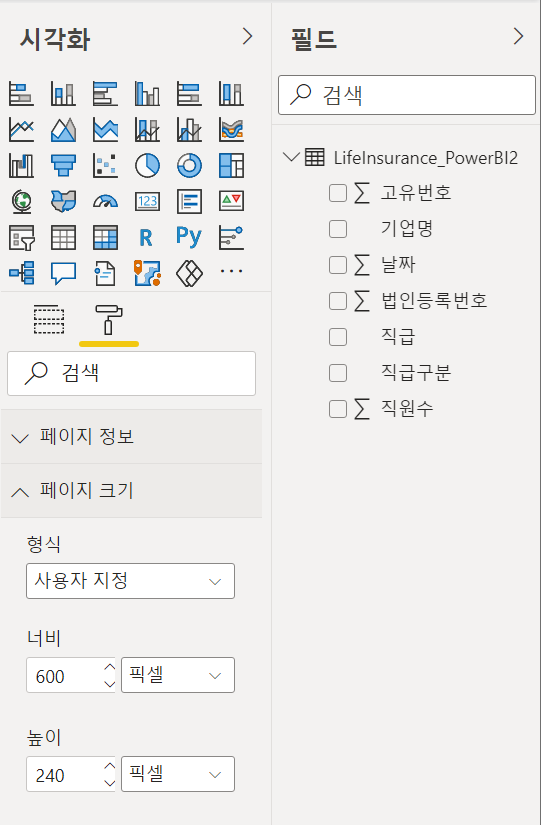 시각화
123
R
Py
검색
페이지 정보
페이지 크기
형식
사용자 지정
너비
600
픽셀
높이
240
픽셀
필드
검색
LifeInsurance_PowerBI2
∑ 고유번호
기업명
∑ 날짜
∑ 법인등록번호
직급
직급구분
∑ 직원수